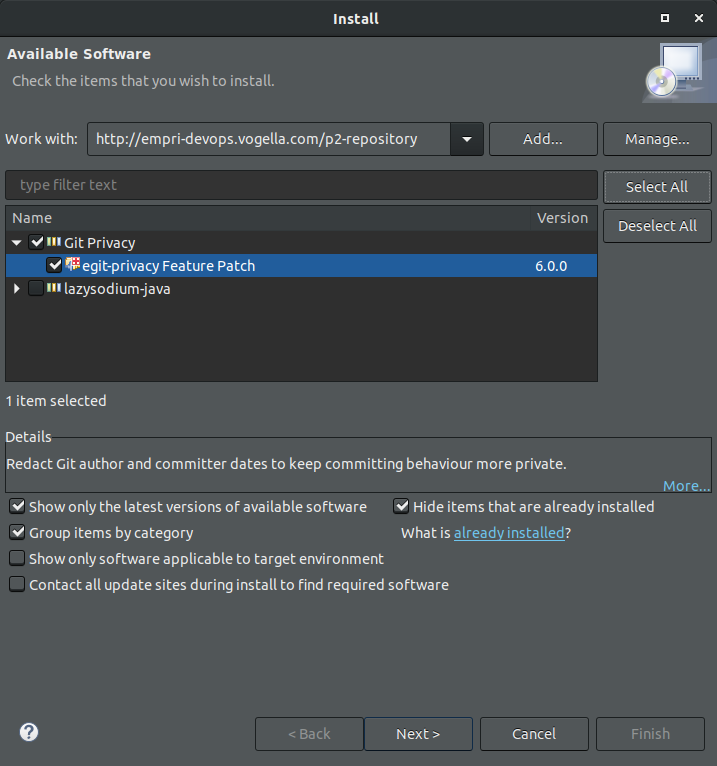 Install
Available Software
Check the items that you wish to install.
Work with: http://empri-devops.vogella.com/p2-repository Add... Manage...
type filter text Select All
Name Version Deselect All
Git Privacy
egit-privacy Feature Patch 6.0.0
lazysodium-java
1 item selected
Details
Redact Git author and committer dates to keep committing behaviour more private.
More...
Show only the latest versions of available software Hide items that are already installed
Group items by category What is already installed?
Show only software applicable to target environment
Contact all update sites during install to find required software
? < Back Next > Cancel Finish